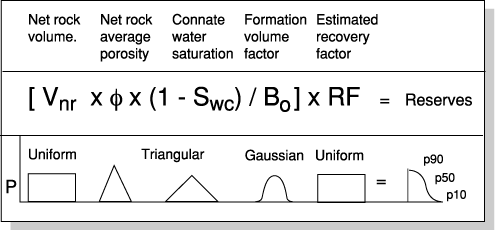 Net rock volume.
Net rock average porosity
Connate water saturation
Formation volume factor
Estimated recovery factor
[ Vnr x ϕ x (1 - Swc) / Bo] x RF = Reserves
Uniform Triangular Gaussian Uniform
P = p90
p50
p10